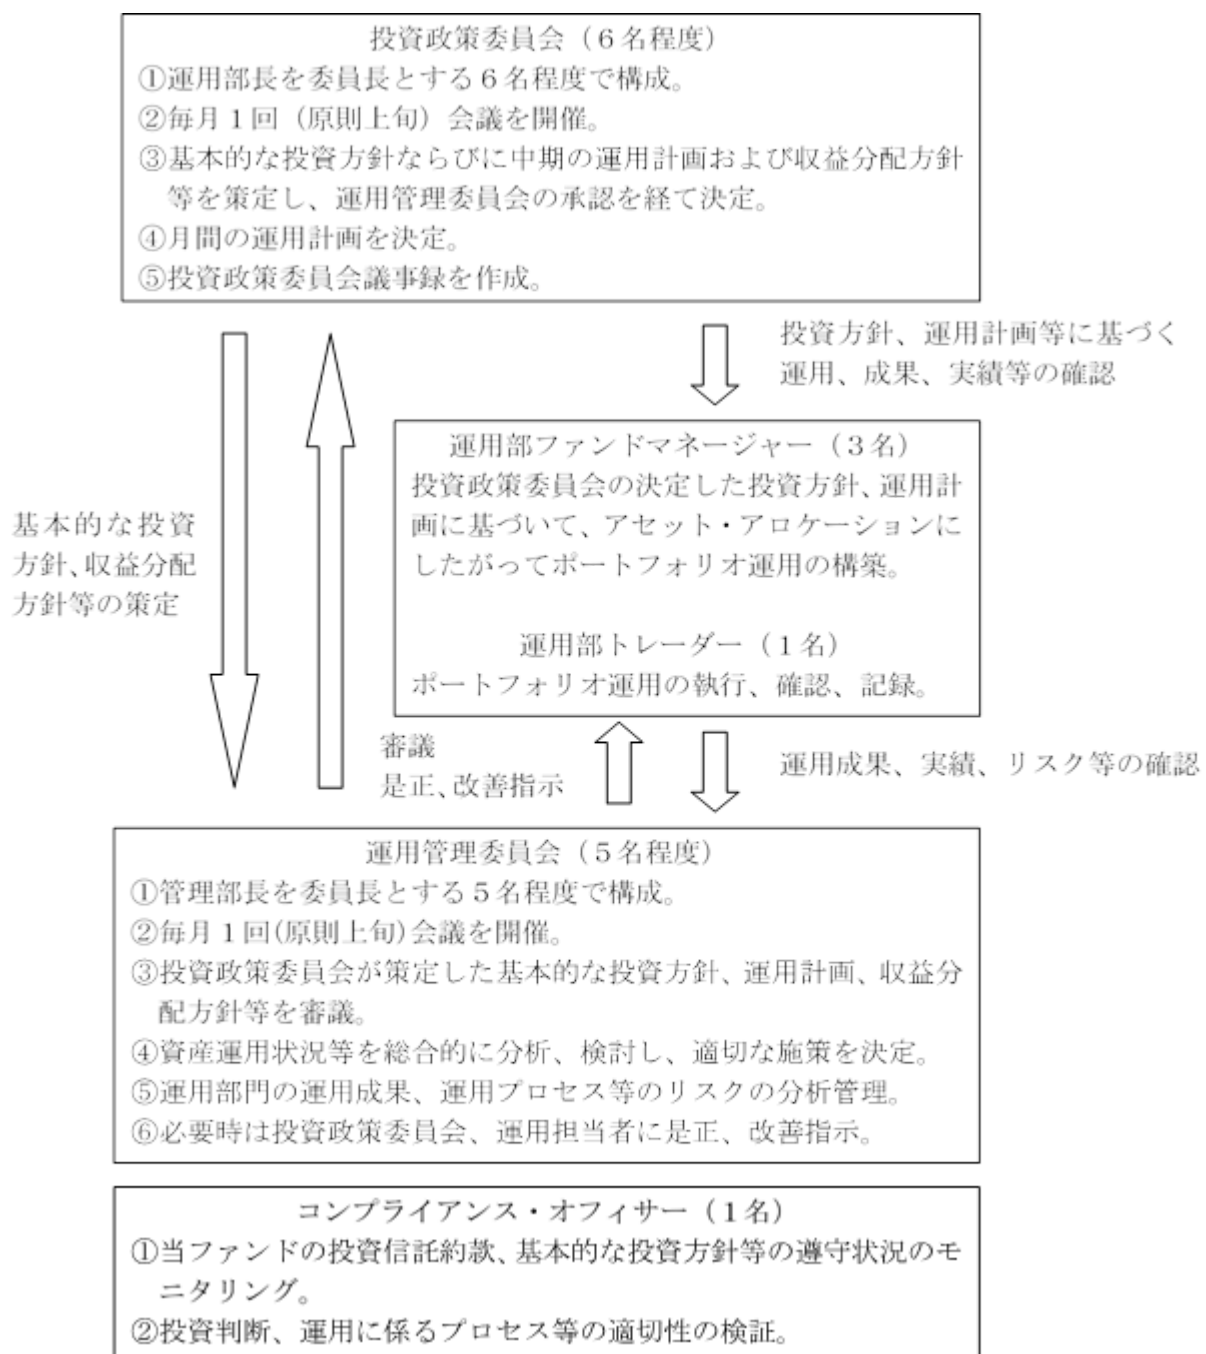 投資政策委員会（６名程度）
①運用部長を委員長とする６名程度で構成。
②毎月１回（原則上旬）会議を開催。
③基本的な投資方針ならびに中期の運用計画および収益分配方針
等を策定し、運用管理委員会の承認を経て決定。
④月間の運用計画を決定。
⑤投資政策委員会議事録を作成。
投資方針、運用計画等に基づく
運用、成果、実績等の確認
運用部ファンドマネージャー（３名）
投資政策委員会の決定した投資方針、運用計
画に基づいて、アセット・アロケーションに
したがってポートフォリオ運用の構築。
基本的な投資
方針、収益分配
方針等の策定
運用部トレーダー（１名）
ポートフォリオ運用の執行、確認、記録。
審議
是正、改善指示
運用成果、実績、リスク等の確認
運用管理委員会（５名程度）
①管理部長を委員長とする５名程度で構成。
②毎月１回(原則上旬)会議を開催。
③投資政策委員会が策定した基本的な投資方針、運用計画、収益分
配方針等を審議。
④資産運用状況等を総合的に分析、検討し、適切な施策を決定。
⑤運用部門の運用成果、運用プロセス等のリスクの分析管理。
⑥必要時は投資政策委員会、運用担当者に是正、改善指示。
コンプライアンス・オフィサー（１名）
①当ファンドの投資信託約款、基本的な投資方針等の遵守状況のモ
ニタリング。
②投資判断、運用に係るプロセス等の適切性の検証。